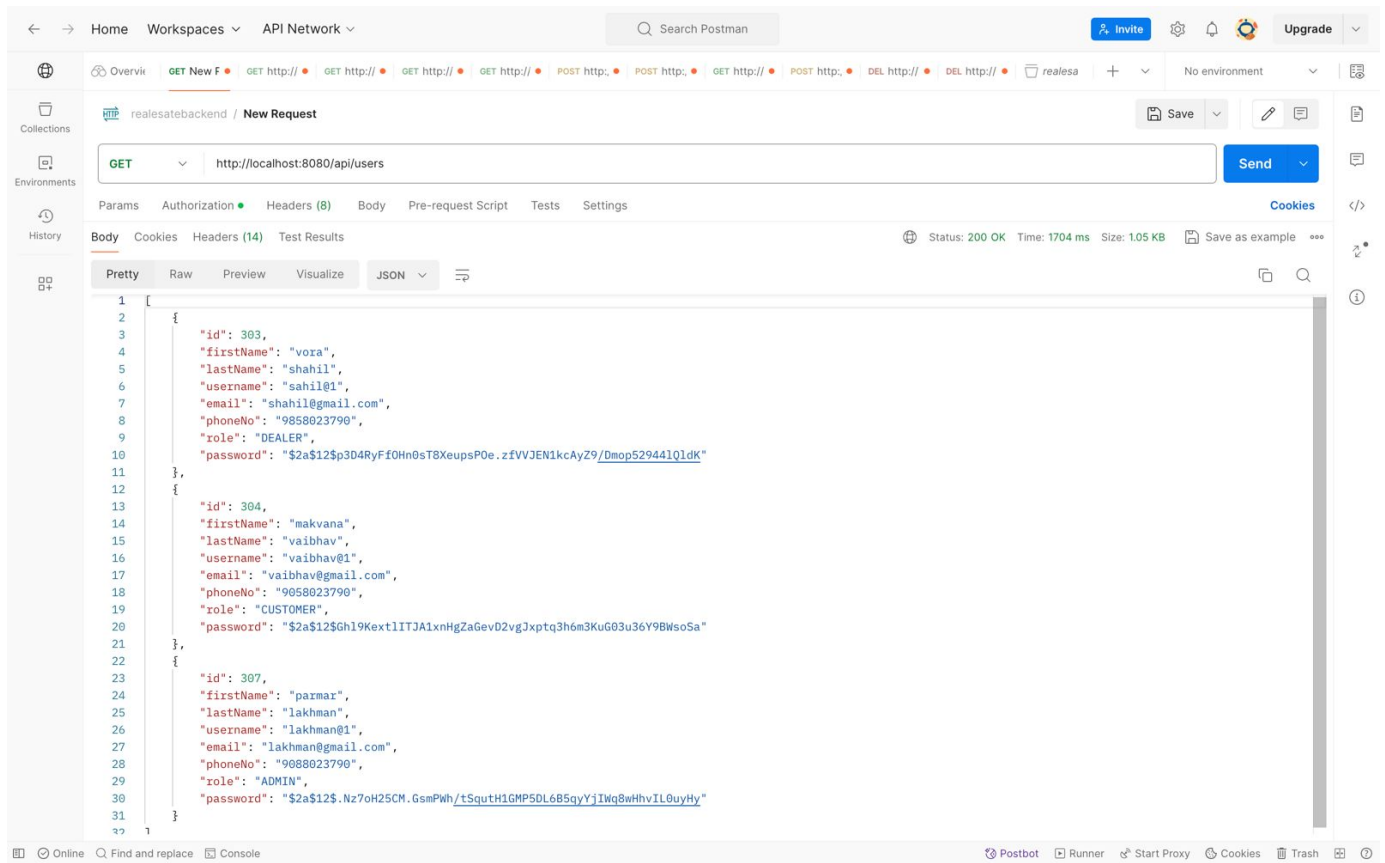 Home Workspaces API Network Search Postman Invite Upgrade
Overvie GET New F GET http:// GET http:// GET http:// GET http:// POST http:, POST http:, GET http:// POST http:, DEL http:// DEL http:// realesa + No environment
HTTP realesatebackend / New Request Save
Collections
Environments
History
GET http://localhost:8080/api/users Send
Params Authorization Headers (8) Body Pre-request Script Tests Settings Cookies </>
Body Cookies Headers (14) Test Results Status: 200 OK Time: 1704 ms Size: 1.05 KB Save as example
Pretty Raw Preview Visualize JSON
1 [
2 {
3 "id": 303,
4 "firstName": "vora",
5 "lastName": "shahil",
6 "username": "sahil@1",
7 "email": "shahil@gmail.com",
8 "phoneNo": "9858023790",
9 "role": "DEALER",
10 "password": "$2a$12$p3D4RyFfOHn0sT8XeupsPOe.zfVVJEN1kcAyZ9/Dmop52944lQldK"
11 },
12 {
13 "id": 304,
14 "firstName": "makvana",
15 "lastName": "vaibhav",
16 "username": "vaibhav@1",
17 "email": "vaibhav@gmail.com",
18 "phoneNo": "9058023790",
19 "role": "CUSTOMER",
20 "password": "$2a$12$Ghl9KextlITJA1xnHgZaGevD2vgJxptq3h6m3KuG03u36Y9BWsoSa"
21 },
22 {
23 "id": 307,
24 "firstName": "parmar",
25 "lastName": "lakhman",
26 "username": "lakhman@1",
27 "email": "lakhman@gmail.com",
28 "phoneNo": "9088023790",
29 "role": "ADMIN",
30 "password": "$2a$12$.Nz7oH25CM.GsmPWh/tSqutH1GMP5DL6B5qyYjIWq8wHhvIL0uyHy"
31 }
32 ]
Online Find and replace Console Postbot Runner Start Proxy Cookies Trash